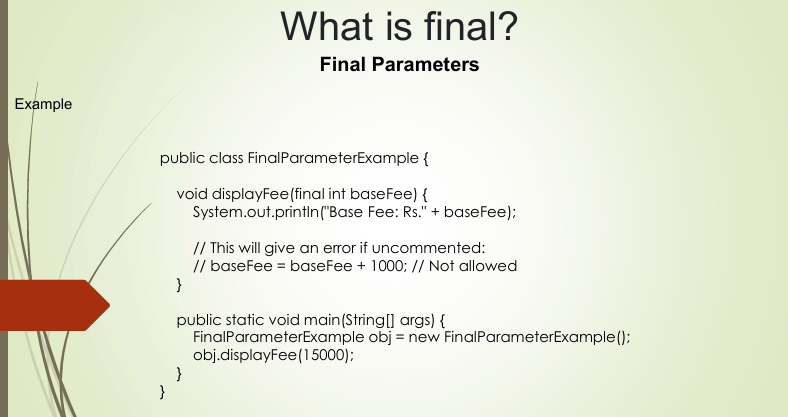 What is final?
Final Parameters
Example
public class FinalParameterExample {
void displayFee(final int baseFee) {
System.out.println("Base Fee: Rs." + baseFee);
// This will give an error if uncommented:
// baseFee = baseFee + 1000; // Not allowed
}
public static void main(String[] args) {
FinalParameterExample obj = new FinalParameterExample();
obj.displayFee(15000);
}
}